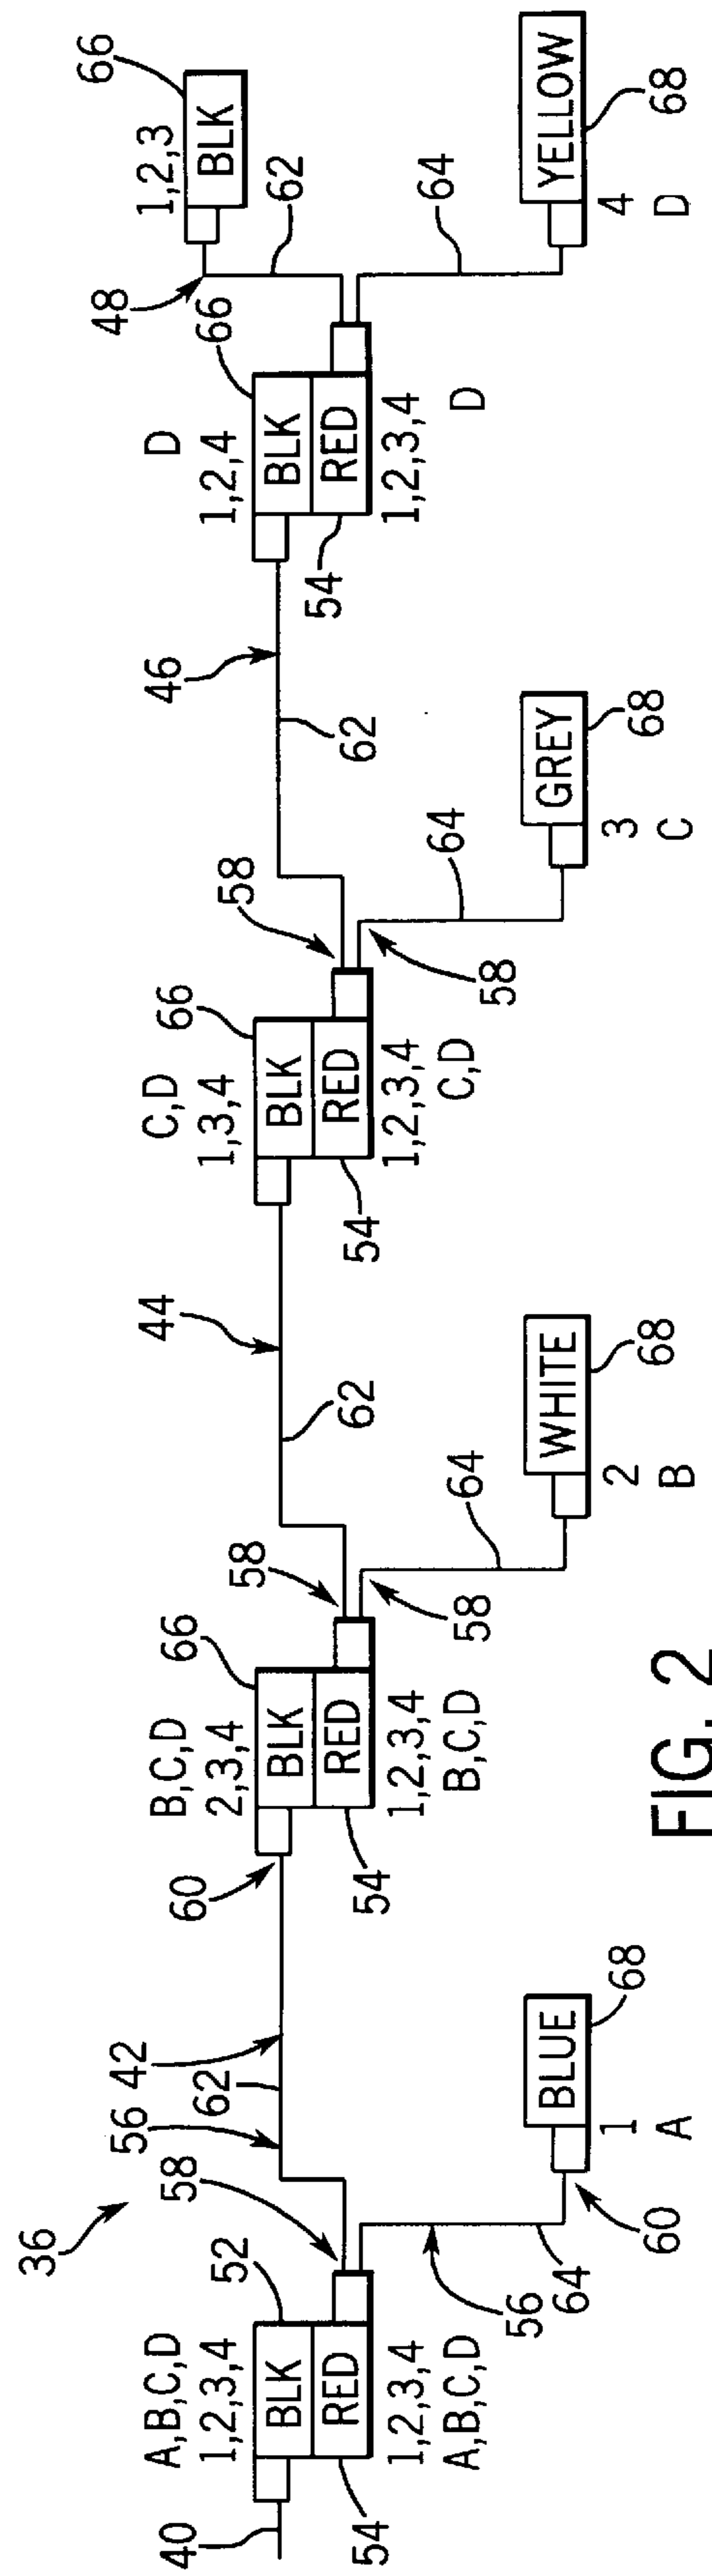 36
A,B,C,D
1,2,3,4
52
40
BLK
RED
54
1,2,3,4
A,B,C,D
58
56
62
42
56
64
60
BLUE
68
1
A
60
B,C,D
2,3,4
66
BLK
RED
54
1,2,3,4
B,C,D
58
58
62
44
64
WHITE
68
2
B
C,D
1,3,4
66
BLK
RED
54
1,2,3,4
C,D
58
58
62
46
64
GREY
68
3
C
D
1,2,4
66
BLK
RED
54
1,2,3,4
D
48
62
1,2,3
66
BLK
64
YELLOW
68
4
D
FIG. 2